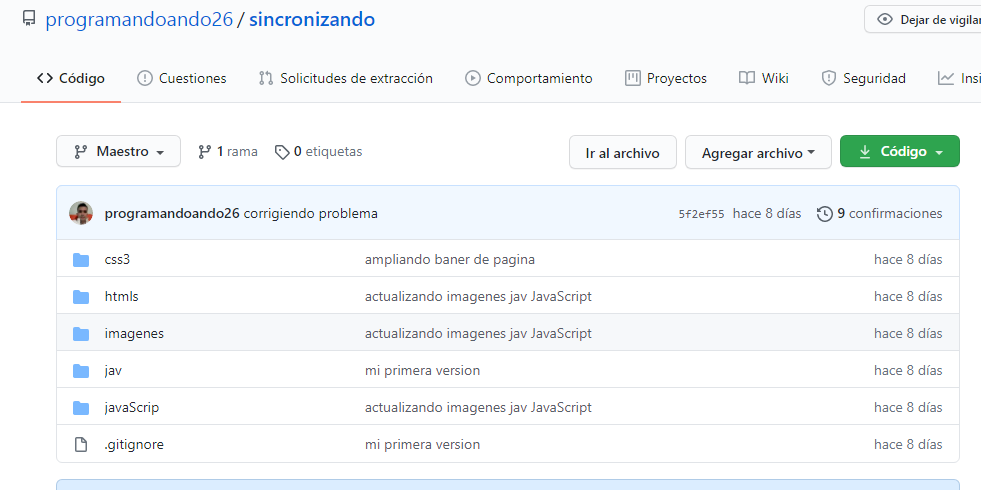 programandoando26 / sincronizando
Dejar de vigilar
Código Cuestiones Solicitudes de extracción Comportamiento Proyectos Wiki Seguridad Insi
Maestro 1 rama 0 etiquetas Ir al archivo Agregar archivo Código
programandoando26 corrigiendo problema 5f2ef55 hace 8 días 9 confirmaciones
css3 ampliando baner de pagina hace 8 días
htmls actualizando imagenes jav JavaScript hace 8 días
imagenes actualizando imagenes jav JavaScript hace 8 días
jav mi primera version hace 8 días
javaScrip actualizando imagenes jav JavaScript hace 8 días
.gitignore mi primera version hace 8 días